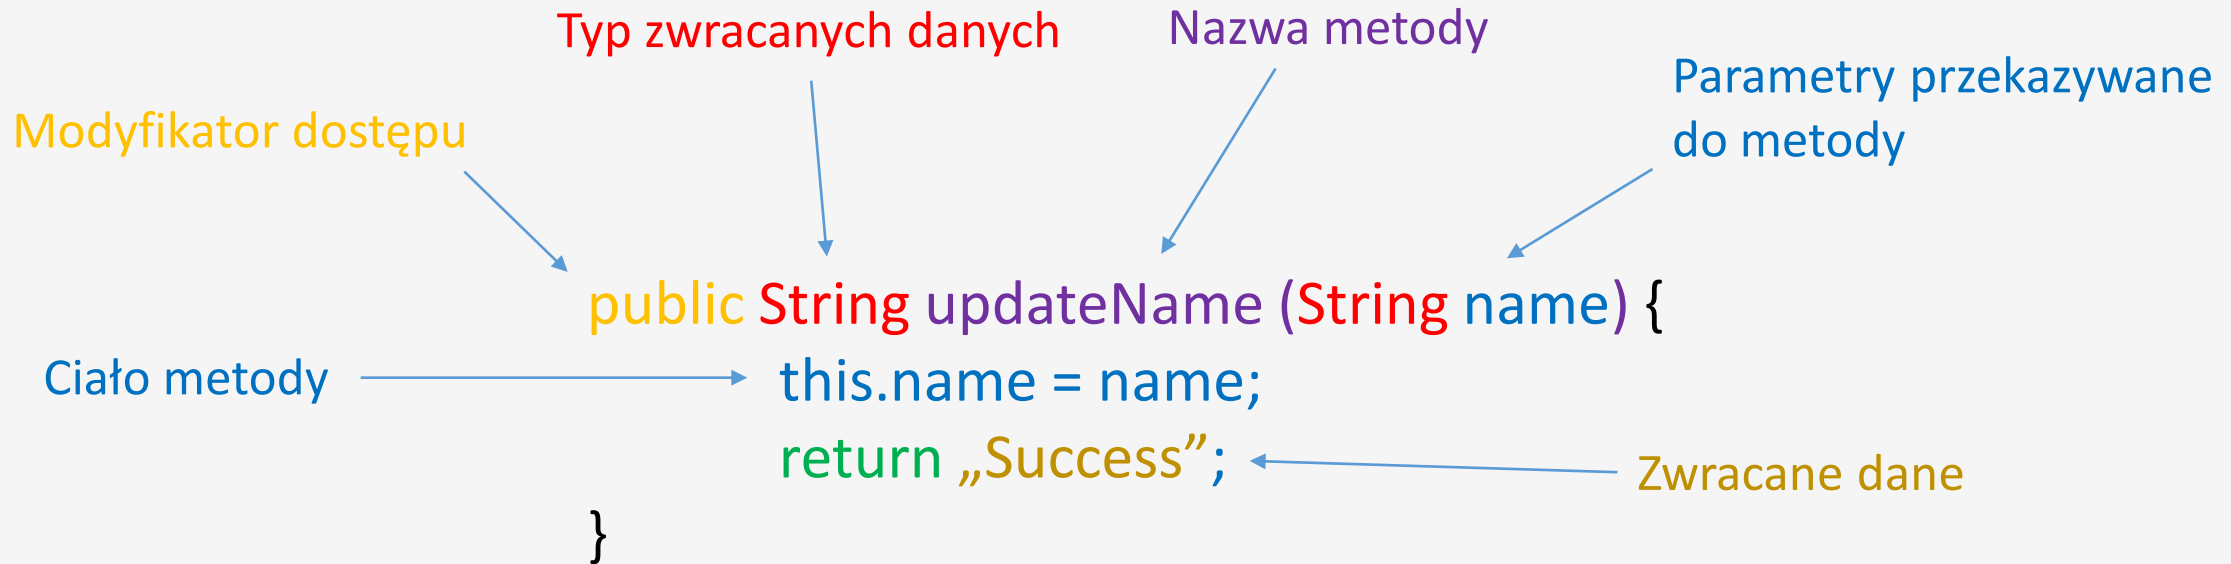 Typ zwracanych danych
Nazwa metody
Parametry przekazywane
do metody
Modyfikator dostępu
public String updateName (String name) {
Ciało metody
this.name = name;
return „Success”;
Zwracane dane
}